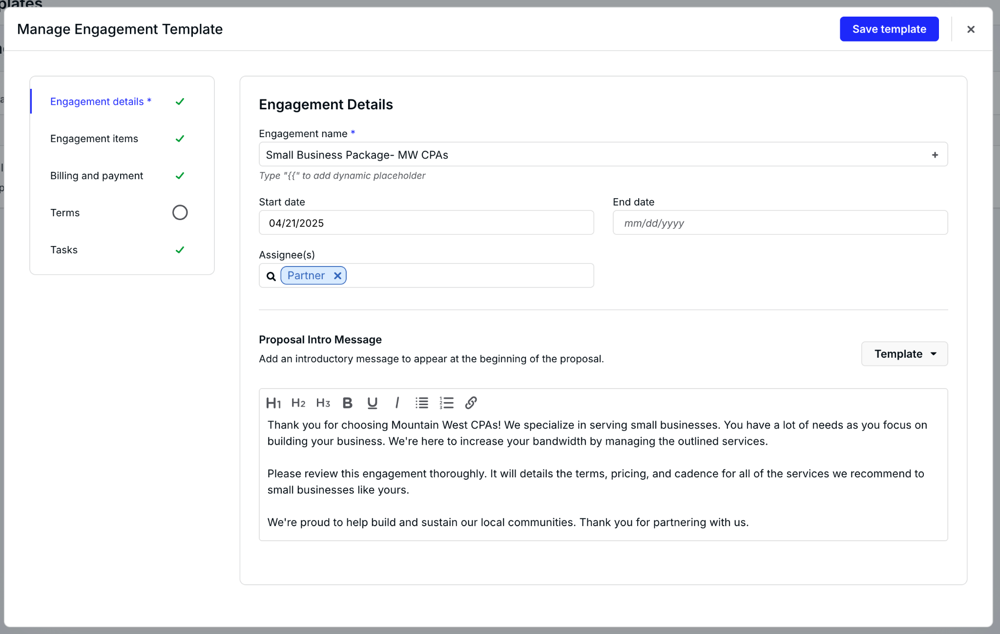 plates
Manage Engagement Template
Save template
Engagement details *
Engagement items
Billing and payment
Terms
Tasks
Engagement Details
Engagement name *
Small Business Package- MW CPAs
+
Type "{{" to add dynamic placeholder
Start date
End date
04/21/2025
mm/dd/yyyy
Assignee(s)
Partner
Proposal Intro Message
Add an introductory message to appear at the beginning of the proposal.
Template
H1 H2 H3 B U I
Thank you for choosing Mountain West CPAs! We specialize in serving small businesses. You have a lot of needs as you focus on
building your business. We're here to increase your bandwidth by managing the outlined services.
Please review this engagement thoroughly. It will details the terms, pricing, and cadence for all of the services we recommend to
small businesses like yours.
We're proud to help build and sustain our local communities. Thank you for partnering with us.